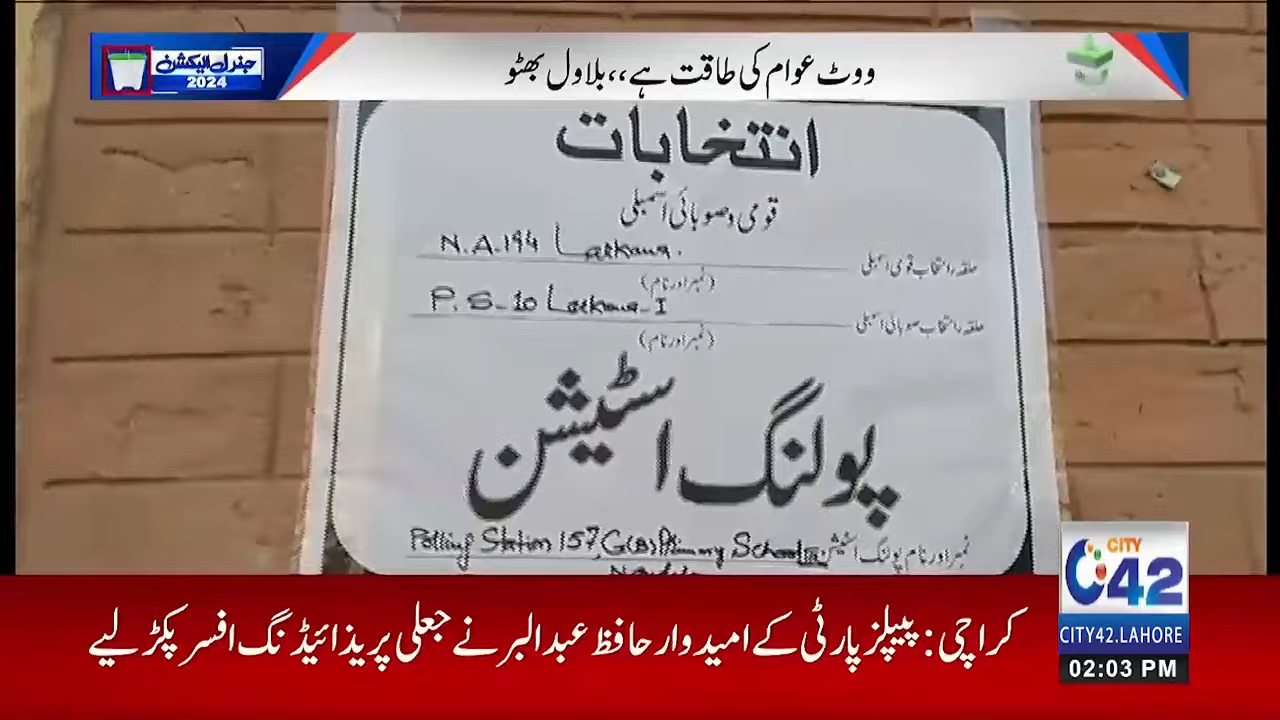 جنرل الیکشن
2024
ووٹ عوام کی طاقت ہے،، بلاول بھٹو
انتخابات
قومی و صوبائی اسمبلی
حلقہ انتخاب قومی اسمبلی N.A.194 Larkana.
(نمبر اور نام)
حلقہ انتخاب صوبائی اسمبلی P.S-10 Larkana-I
(نمبر اور نام)
پولنگ اسٹیشن
نمبر اور نام پولنگ اسٹیشن Polling Station 157, G(B) Primary School
CITY
42
CITY42.LAHORE
02:03 PM
کراچی: پیپلز پارٹی کے امیدوار حافظ عبدالبر نے جعلی پریذائیڈنگ افسر پکڑ لیے